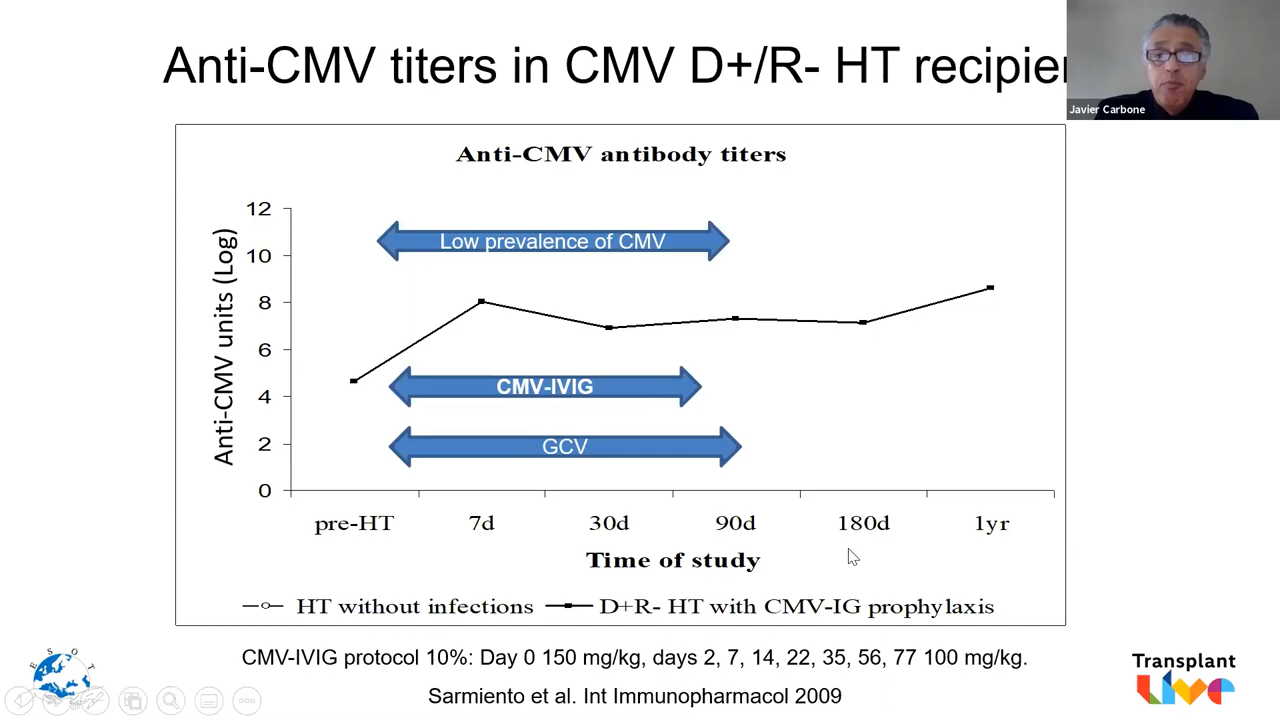 Anti-CMV titers in CMV D+/R- HT recipien
Javier Carbone
Anti-CMV antibody titers
Anti-CMV units (Log)
12
10
8
6
4
2
0
Low prevalence of CMV
CMV-IVIG
GCV
pre-HT 7d 30d 90d 180d 1yr
Time of study
HT without infections D+R- HT with CMV-IG prophylaxis
CMV-IVIG protocol 10%: Day 0 150 mg/kg, days 2, 7, 14, 22, 35, 56, 77 100 mg/kg.
Sarmiento et al. Int Immunopharmacol 2009
E S O T
Transplant
Live